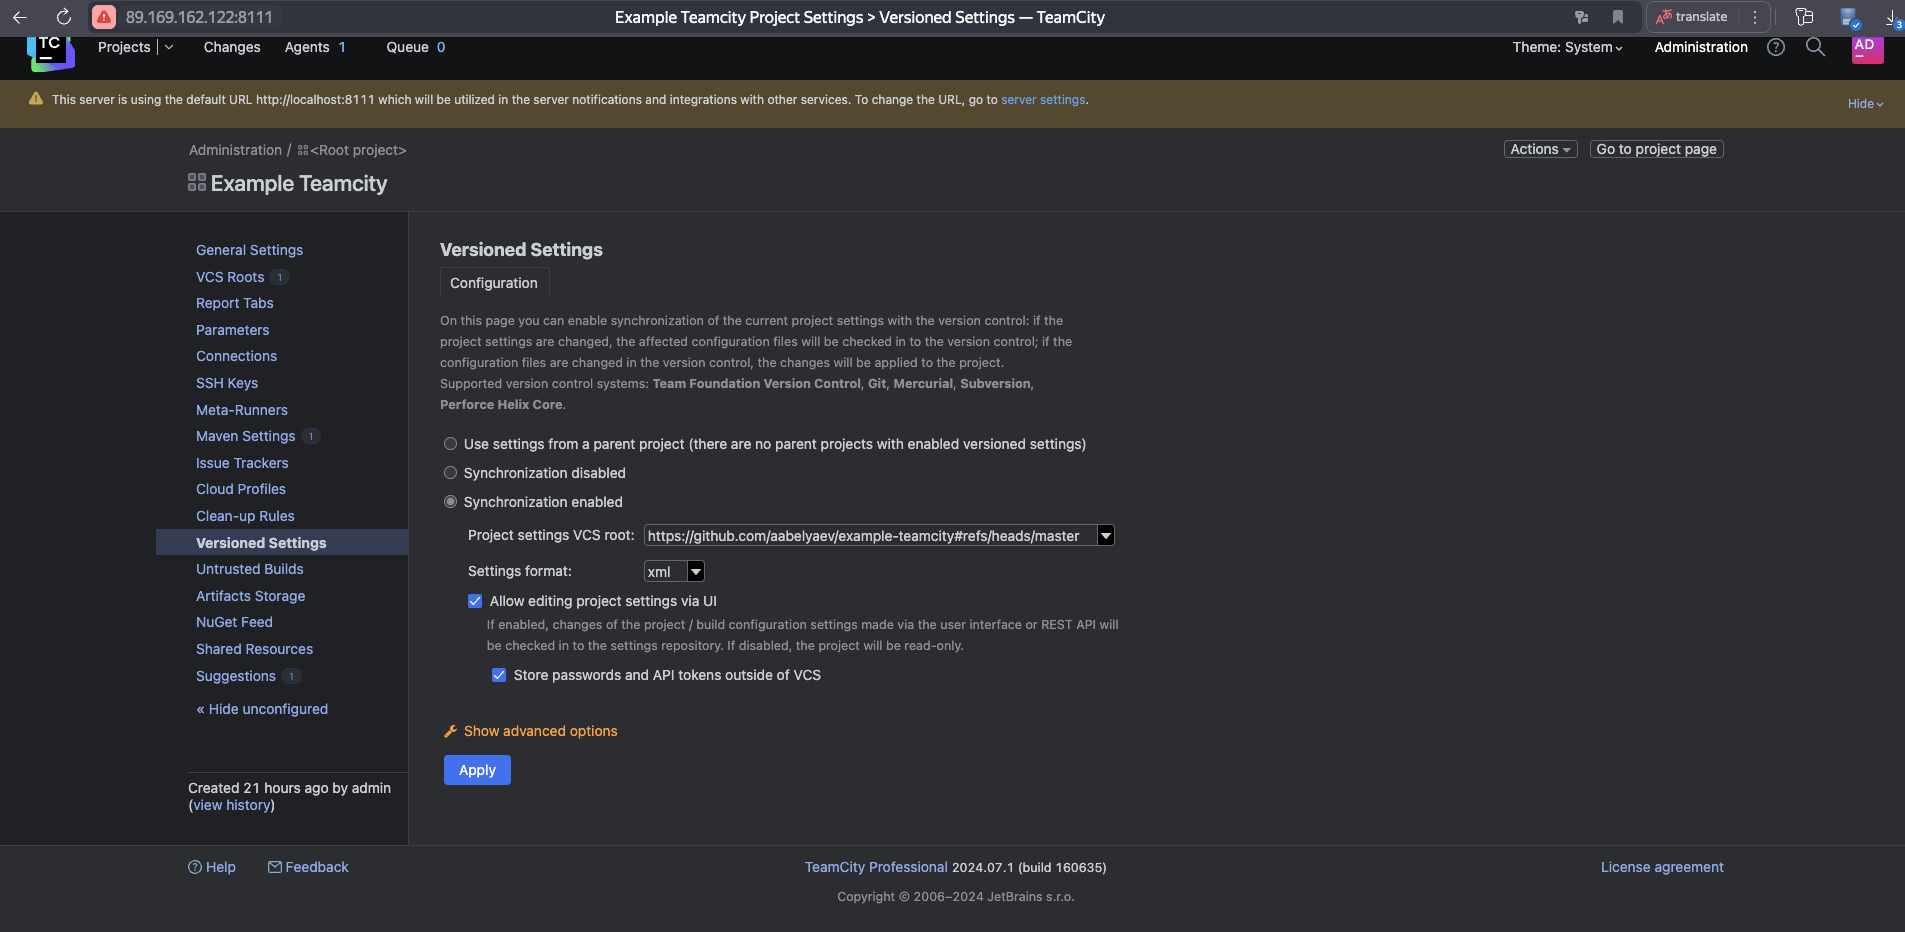 89.169.162.122:8111
Example Teamcity Project Settings > Versioned Settings — TeamCity
translate
3
TC
Projects
Changes
Agents 1
Queue 0
Theme: System
Administration
AD
This server is using the default URL http://localhost:8111 which will be utilized in the server notifications and integrations with other services. To change the URL, go to server settings.
Hide
Administration / <Root project>
Actions
Go to project page
Example Teamcity
General Settings
VCS Roots 1
Report Tabs
Parameters
Connections
SSH Keys
Meta-Runners
Maven Settings 1
Issue Trackers
Cloud Profiles
Clean-up Rules
Versioned Settings
Untrusted Builds
Artifacts Storage
NuGet Feed
Shared Resources
Suggestions 1
« Hide unconfigured
Created 21 hours ago by admin
(view history)
Versioned Settings
Configuration
On this page you can enable synchronization of the current project settings with the version control: if the
project settings are changed, the affected configuration files will be checked in to the version control; if the
configuration files are changed in the version control, the changes will be applied to the project.
Supported version control systems: Team Foundation Version Control, Git, Mercurial, Subversion,
Perforce Helix Core.
Use settings from a parent project (there are no parent projects with enabled versioned settings)
Synchronization disabled
Synchronization enabled
Project settings VCS root: https://github.com/aabelyaev/example-teamcity#refs/heads/master
Settings format: xml
Allow editing project settings via UI
If enabled, changes of the project / build configuration settings made via the user interface or REST API will
be checked in to the settings repository. If disabled, the project will be read-only.
Store passwords and API tokens outside of VCS
Show advanced options
Apply
Help
Feedback
TeamCity Professional 2024.07.1 (build 160635)
License agreement
Copyright © 2006–2024 JetBrains s.r.o.